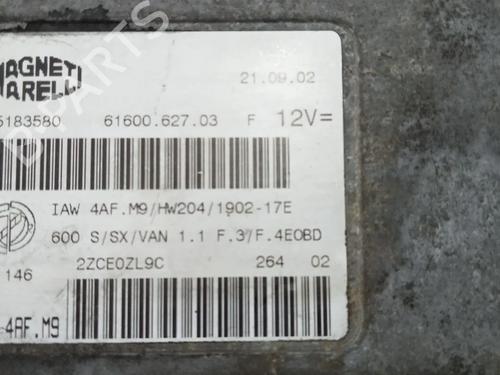 MAGNETI
MARELLI
21.09.02
5183580 61600.627.03 F 12V=
IAW 4AF.M9/HW204/1902-17E
600 S/SX/VAN 1.1 F.3/F.4EOBD
146 2ZCE0ZL9C 264 02
4AF.M9
PARTS